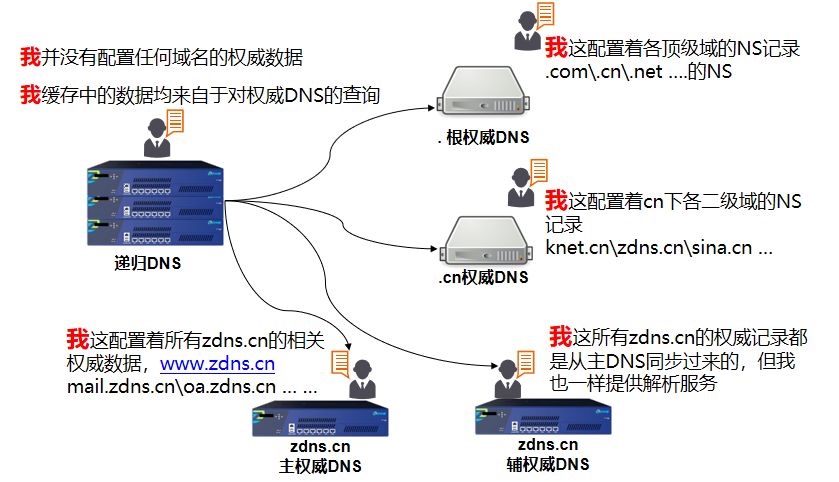 我并没有配置任何域名的权威数据
我缓存中的数据均来自于对权威DNS的查询
递归DNS
我这配置着各顶级域的NS记录
.com\.cn\.net ....的NS
. 根权威DNS
我这配置着cn下各二级域的NS
记录
knet.cn\zdns.cn\sina.cn ...
.cn权威DNS
我这配置着所有zdns.cn的相关
权威数据，www.zdns.cn
mail.zdns.cn\oa.zdns.cn ... ...
zdns.cn
主权威DNS
我这所有zdns.cn的权威记录都
是从主DNS同步过来的，但我
也一样提供解析服务
zdns.cn
辅权威DNS